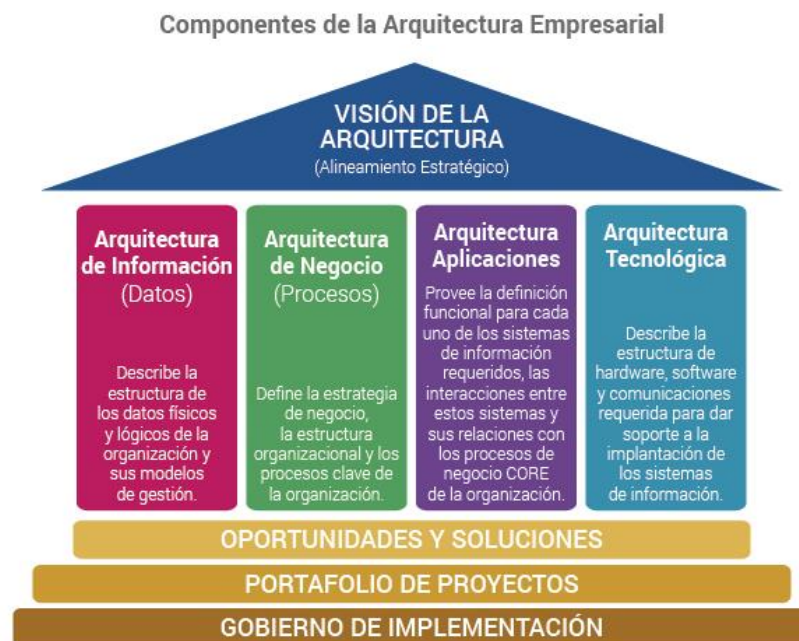 Componentes de la Arquitectura Empresarial
VISIÓN DE LA
ARQUITECTURA
(Alineamiento Estratégico)
Arquitectura
de Información
(Datos)
Describe la
estructura de
los datos físicos
y lógicos de la
organización y
sus modelos
de gestión.
Arquitectura
de Negocio
(Procesos)
Define la estrategia
de negocio,
la estructura
organizacional y los
procesos clave de
la organización.
Arquitectura
Aplicaciones
Provee la definición
funcional para cada
uno de los sistemas
de información
requeridos, las
interacciones entre
estos sistemas y
sus relaciones con
los procesos de
negocio CORE
de la organización.
Arquitectura
Tecnológica
Describe la
estructura de
hardware, software
y comunicaciones
requerida para dar
soporte a la
implantación de
los sistemas
de información.
OPORTUNIDADES Y SOLUCIONES
PORTAFOLIO DE PROYECTOS
GOBIERNO DE IMPLEMENTACIÓN